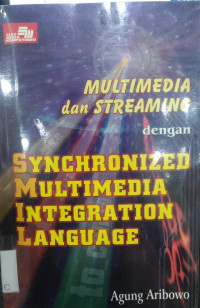 MULTIMEDIA
dan STREAMING
dengan
SYNCHRONIZED
MULTIMEDIA
INTEGRATION
LANGUAGE
Agung Aribowo